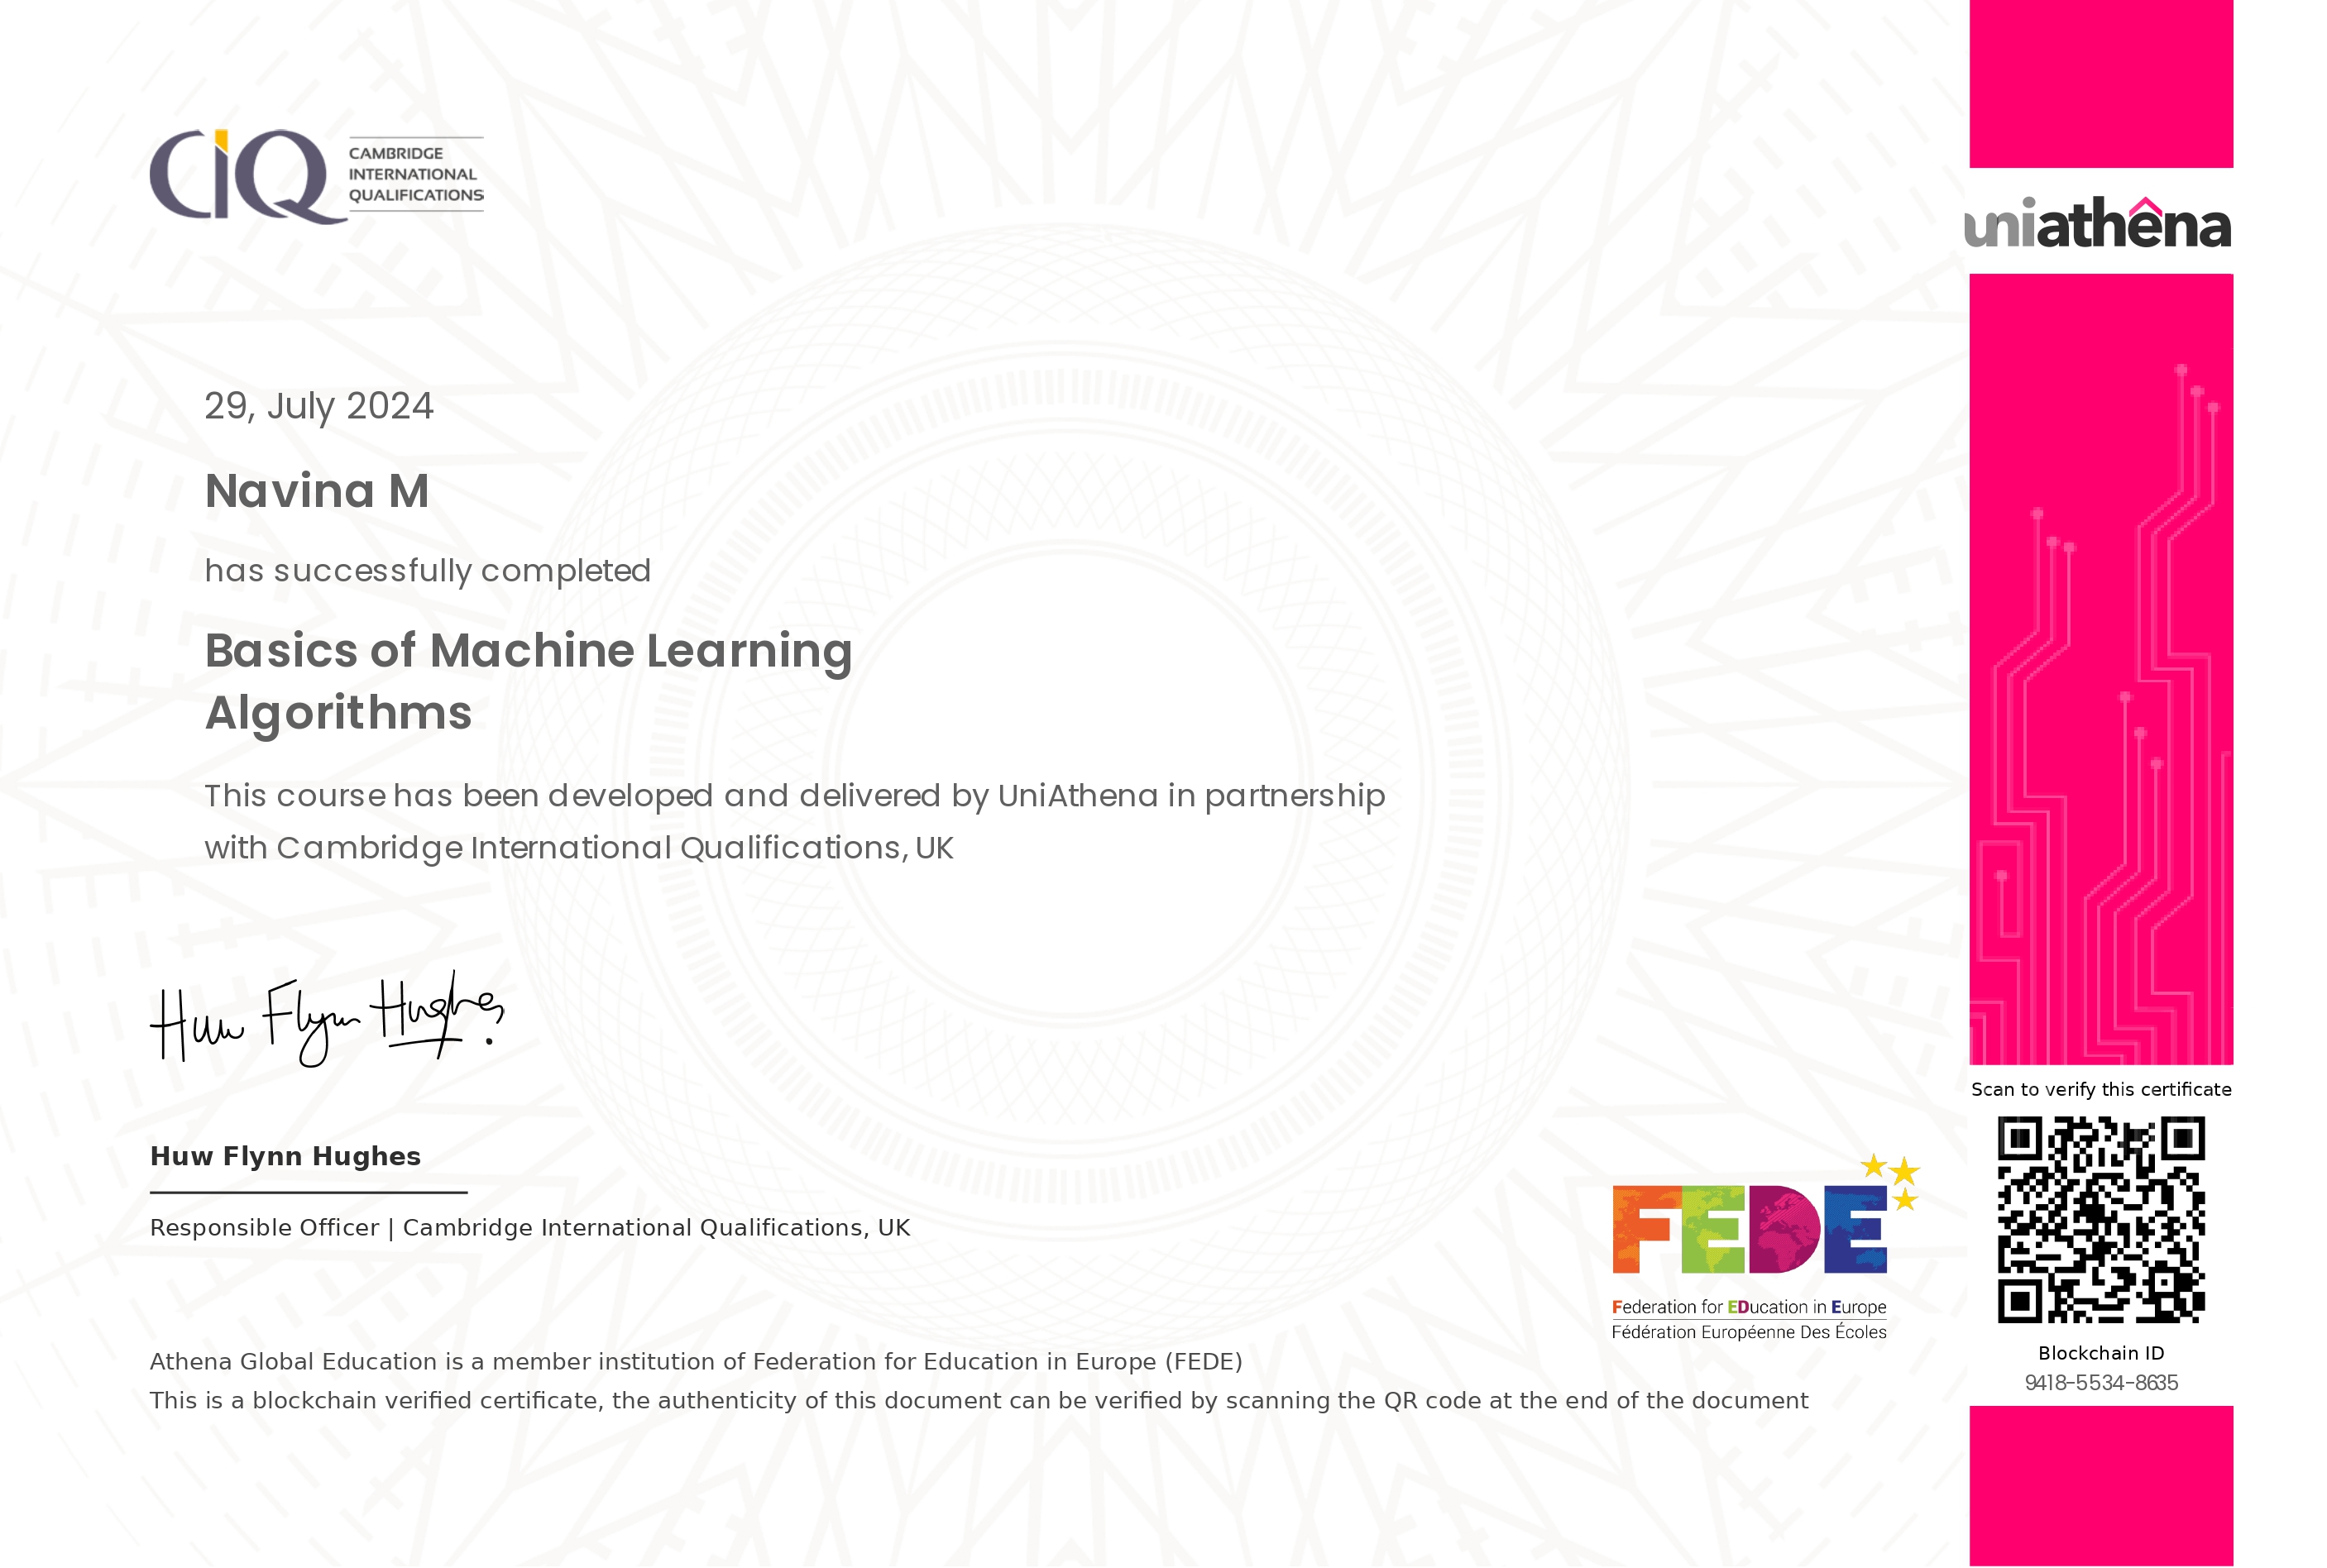 CIQ
CAMBRIDGE
INTERNATIONAL
QUALIFICATIONS
uniathêna
29, July 2024
Navina M
has successfully completed
Basics of Machine Learning
Algorithms
This course has been developed and delivered by UniAthena in partnership
with Cambridge International Qualifications, UK
Huw Flynn Hughes
Huw Flynn Hughes
Responsible Officer | Cambridge International Qualifications, UK
FEDE
Federation for EDucation in Europe
Fédération Européenne Des Écoles
Athena Global Education is a member institution of Federation for Education in Europe (FEDE)
This is a blockchain verified certificate, the authenticity of this document can be verified by scanning the QR code at the end of the document
Scan to verify this certificate
Blockchain ID
9418-5534-8635